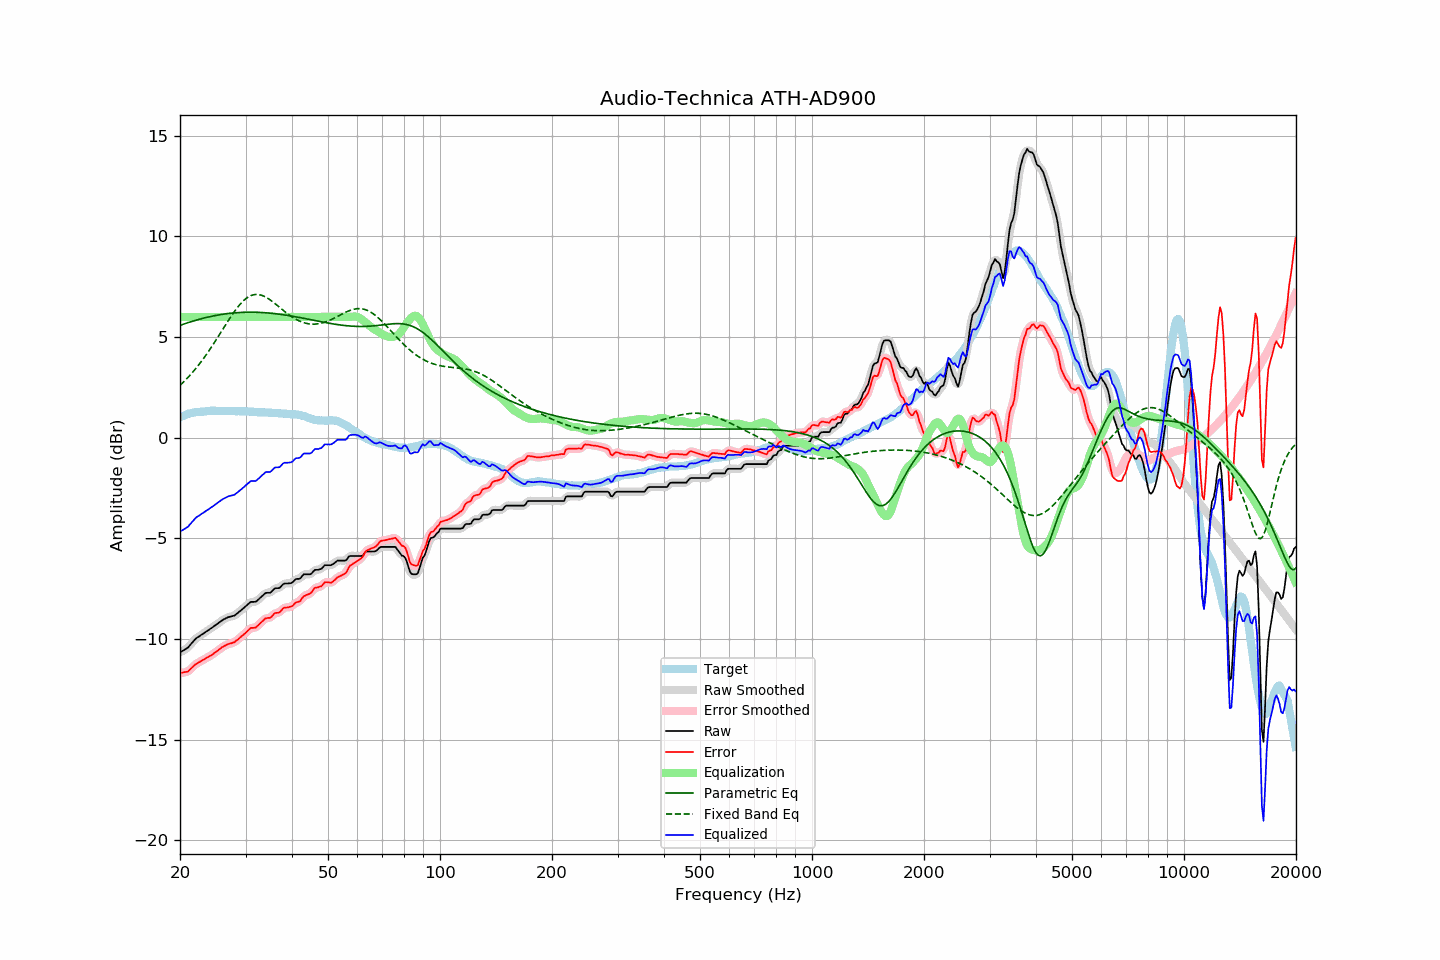 Audio-Technica ATH-AD900
15
10
5
0
−5
−10
−15
−20
Amplitude (dBr)
Target
Raw Smoothed
Error Smoothed
Raw
Error
Equalization
Parametric Eq
Fixed Band Eq
Equalized
20 50 100 200 500 1000 2000 5000 10000 20000
Frequency (Hz)